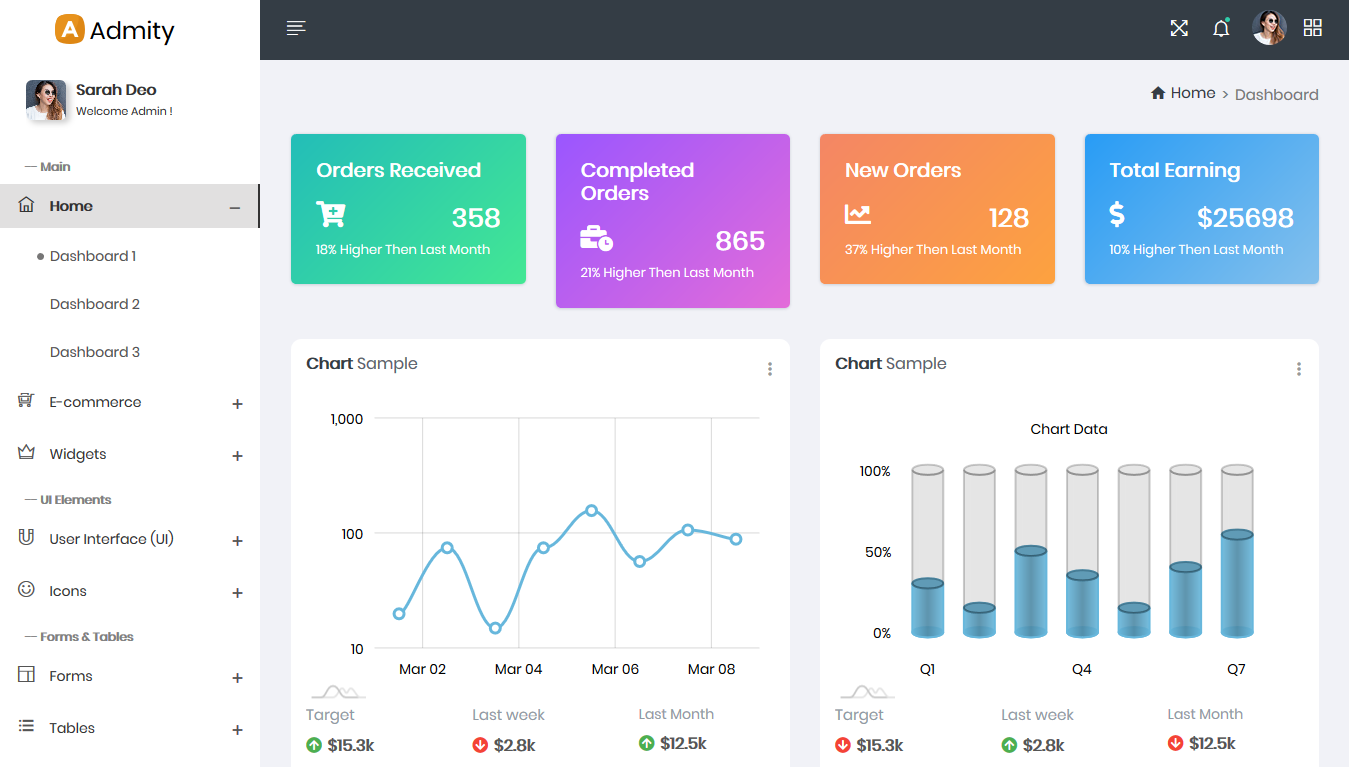 A Admity
Sarah Deo
Welcome Admin !
— Main
Home
Dashboard 1
Dashboard 2
Dashboard 3
E-commerce
Widgets
— UI Elements
User Interface (UI)
Icons
— Forms & Tables
Forms
Tables
Home > Dashboard
Orders Received
358
18% Higher Then Last Month
Completed
Orders
865
21% Higher Then Last Month
New Orders
128
37% Higher Then Last Month
Total Earning
$ $25698
10% Higher Then Last Month
Chart Sample
1,000
100
10
Mar 02 Mar 04 Mar 06 Mar 08
Target Last week Last Month
$15.3k $2.8k $12.5k
Chart Sample
Chart Data
100%
50%
0%
Q1 Q4 Q7
Target Last week Last Month
$15.3k $2.8k $12.5k